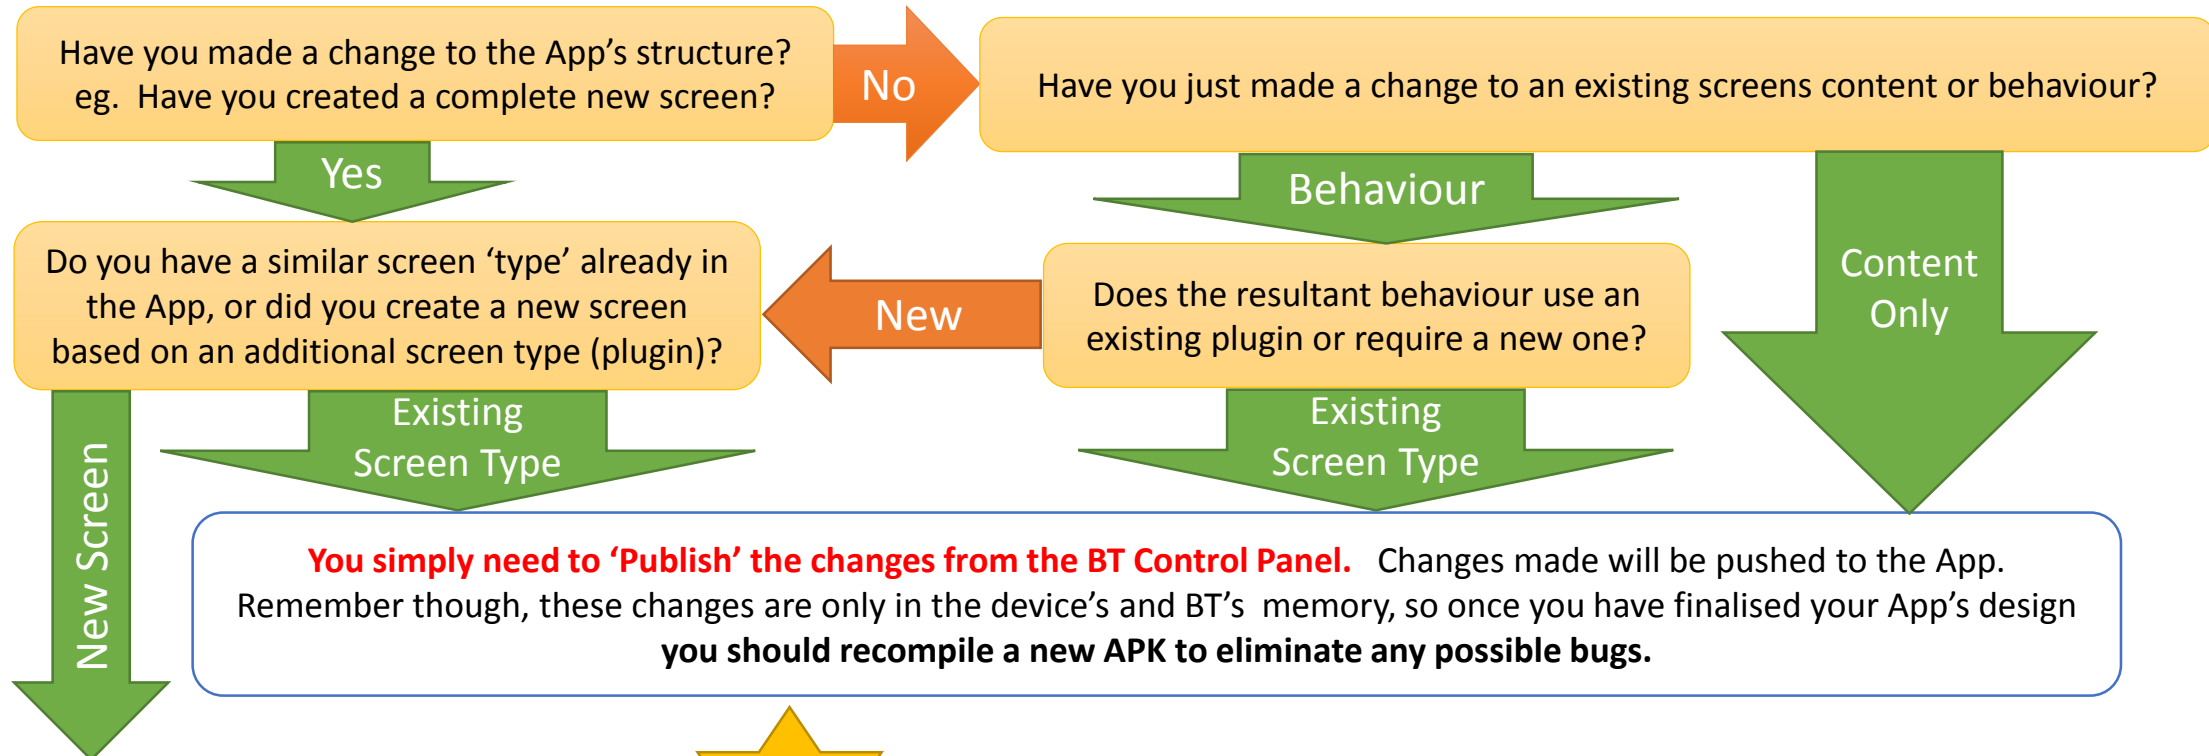 Have you made a change to the App’s structure?
eg.  Have you created a complete new screen?
No
Have you just made a change to an existing screens content or behaviour?
Yes
Behaviour
Content
Only
Do you have a similar screen ‘type’ already in
the App, or did you create a new screen
based on an additional screen type (plugin)?
New
Does the resultant behaviour use an
existing plugin or require a new one?
New Screen
Existing
Screen Type
Existing
Screen Type
You simply need to ‘Publish’ the changes from the BT Control Panel.   Changes made will be pushed to the App.
Remember though, these changes are only in the device’s and BT’s  memory, so once you have finalised your App’s design
you should recompile a new APK to eliminate any possible bugs.